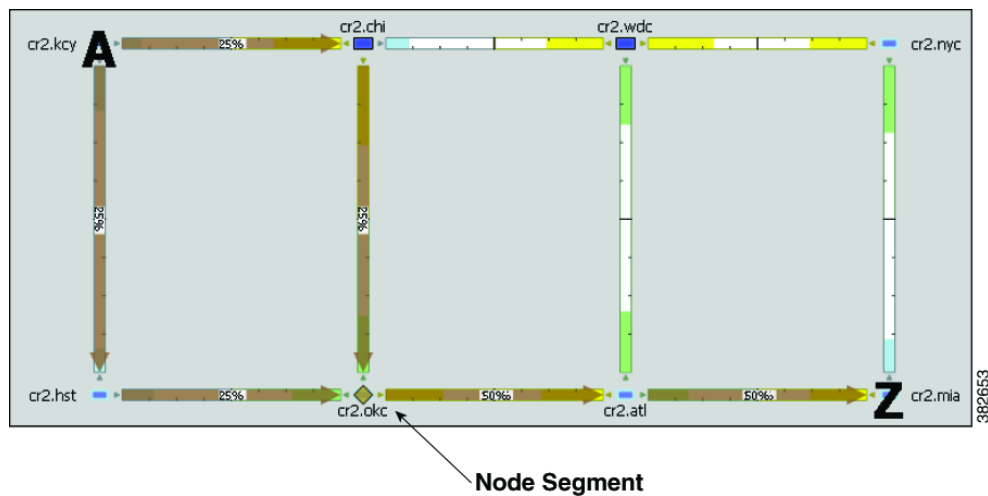 cr2.chi
cr2.wdc
cr2.kcy
A
25%
cr2.nyc
25%
25%
cr2.hst
25%
50%
50%
Z
cr2.mia
cr2.okc
cr2.atl
382653
Node Segment